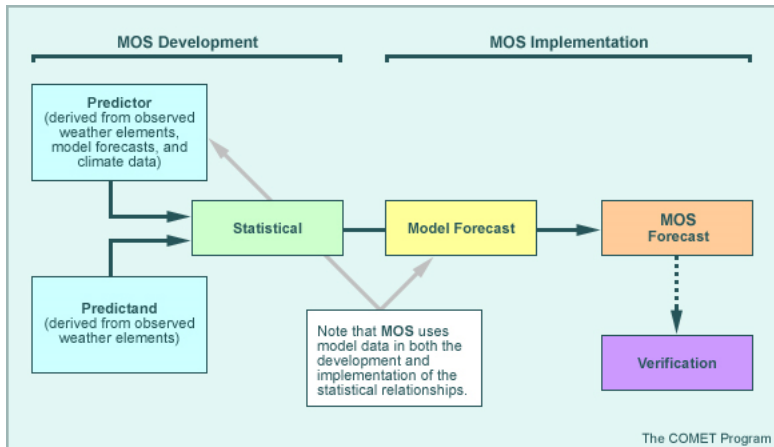 MOS Development
MOS Implementation
Predictor
(derived from observed
weather elements,
model forecasts, and
climate data)
Statistical
Model Forecast
MOS
Forecast
Predictand
(derived from observed
weather elements)
Note that MOS uses
model data in both the
development and
implementation of the
statistical relationships.
Verification
The COMET Program